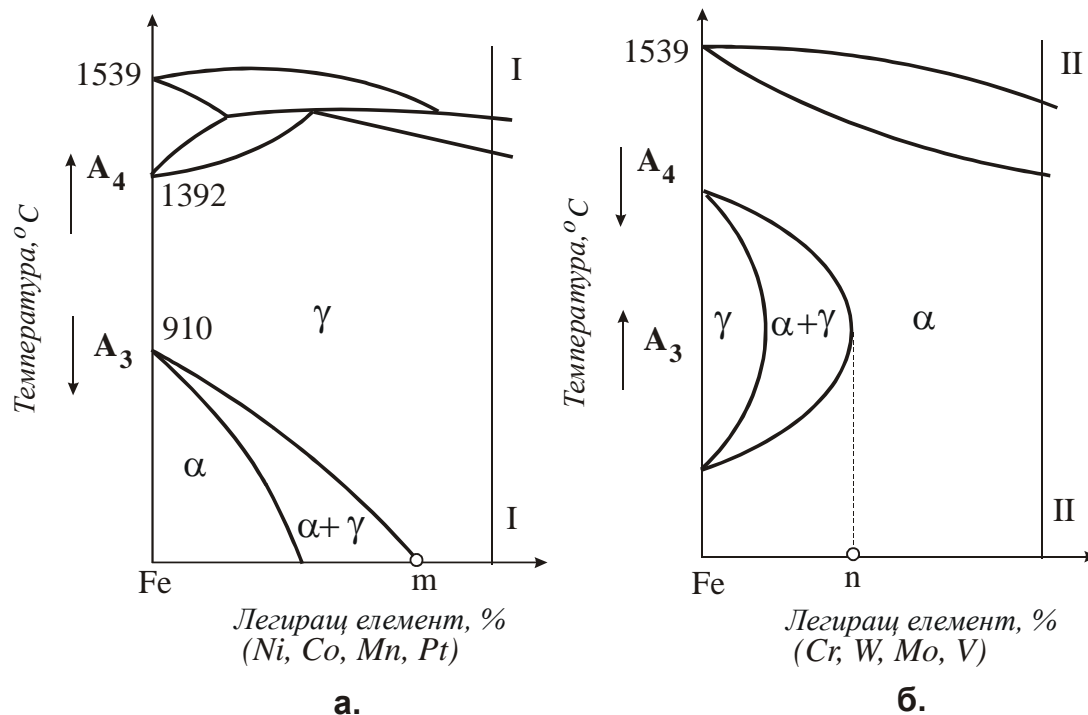 1539
I
A4
1392
Температура, °C
γ
910
A3
α
α+ γ
I
Fe
m
Легиращ елемент, %
(Ni, Co, Mn, Pt)
а.
1539
II
A4
Температура, °C
γ
α+γ
α
A3
II
Fe
n
Легиращ елемент, %
(Cr, W, Mo, V)
б.